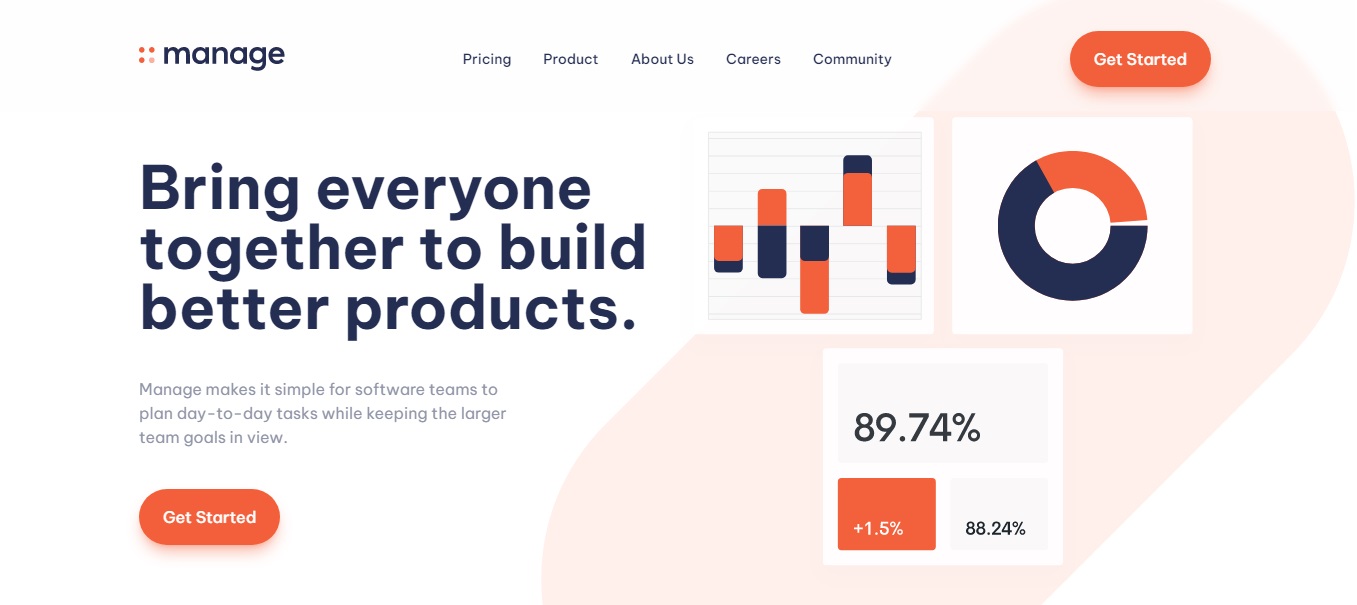 manage
Pricing
Product
About Us
Careers
Community
Get Started
Bring everyone
together to build
better products.
Manage makes it simple for software teams to
plan day-to-day tasks while keeping the larger
team goals in view.
Get Started
89.74%
+1.5%
88.24%